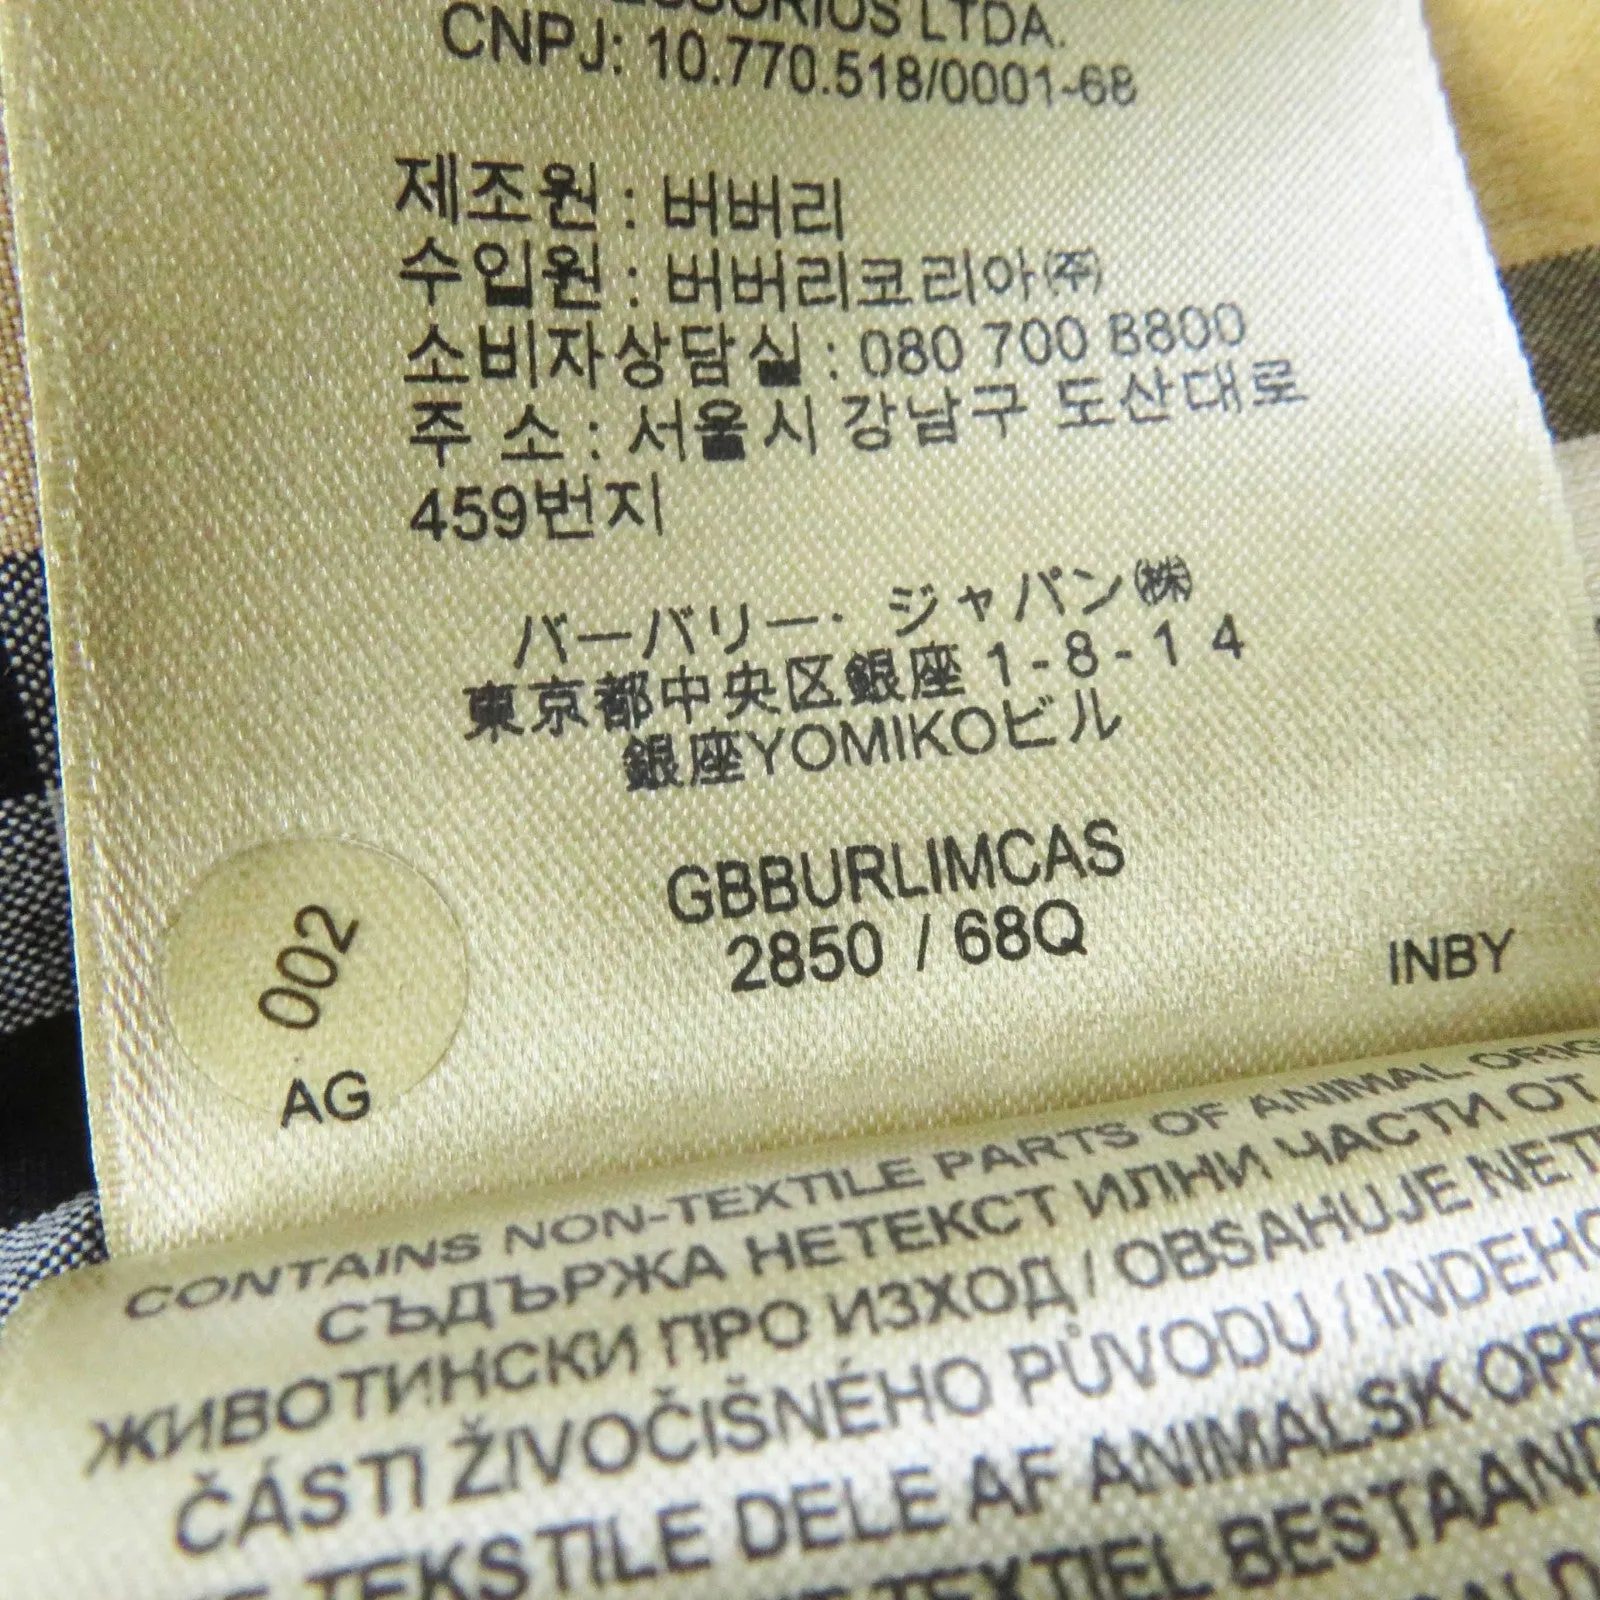 LTDA.
CNPJ: 10.770.518/0001-68
제조원 : 버버리
수입원 : 버버리코리아㈜
소비자상담실 : 080 700 8800
주 소 : 서울시 강남구 도산대로
459번지
バーバリー・ジャパン㈱
東京都中央区銀座 1 - 8 - 1 4
銀座YOMIKOビル
GBBURLIMCAS
2850 / 68Q
INBY
002
AG
CONTAINS NON-TEXTILE PARTS OF ANIMAL
СЪДЪРЖА НЕТЕКСТИЛНИ ЧАСТИ ОТ
ЖИВОТИНСКИ ПРОИЗХОД / OBSAHUJE
ČÁSTI ŽIVOČIŠNÉHO PŮVODU /
TEKSTILE DELE AF ANIMALSK